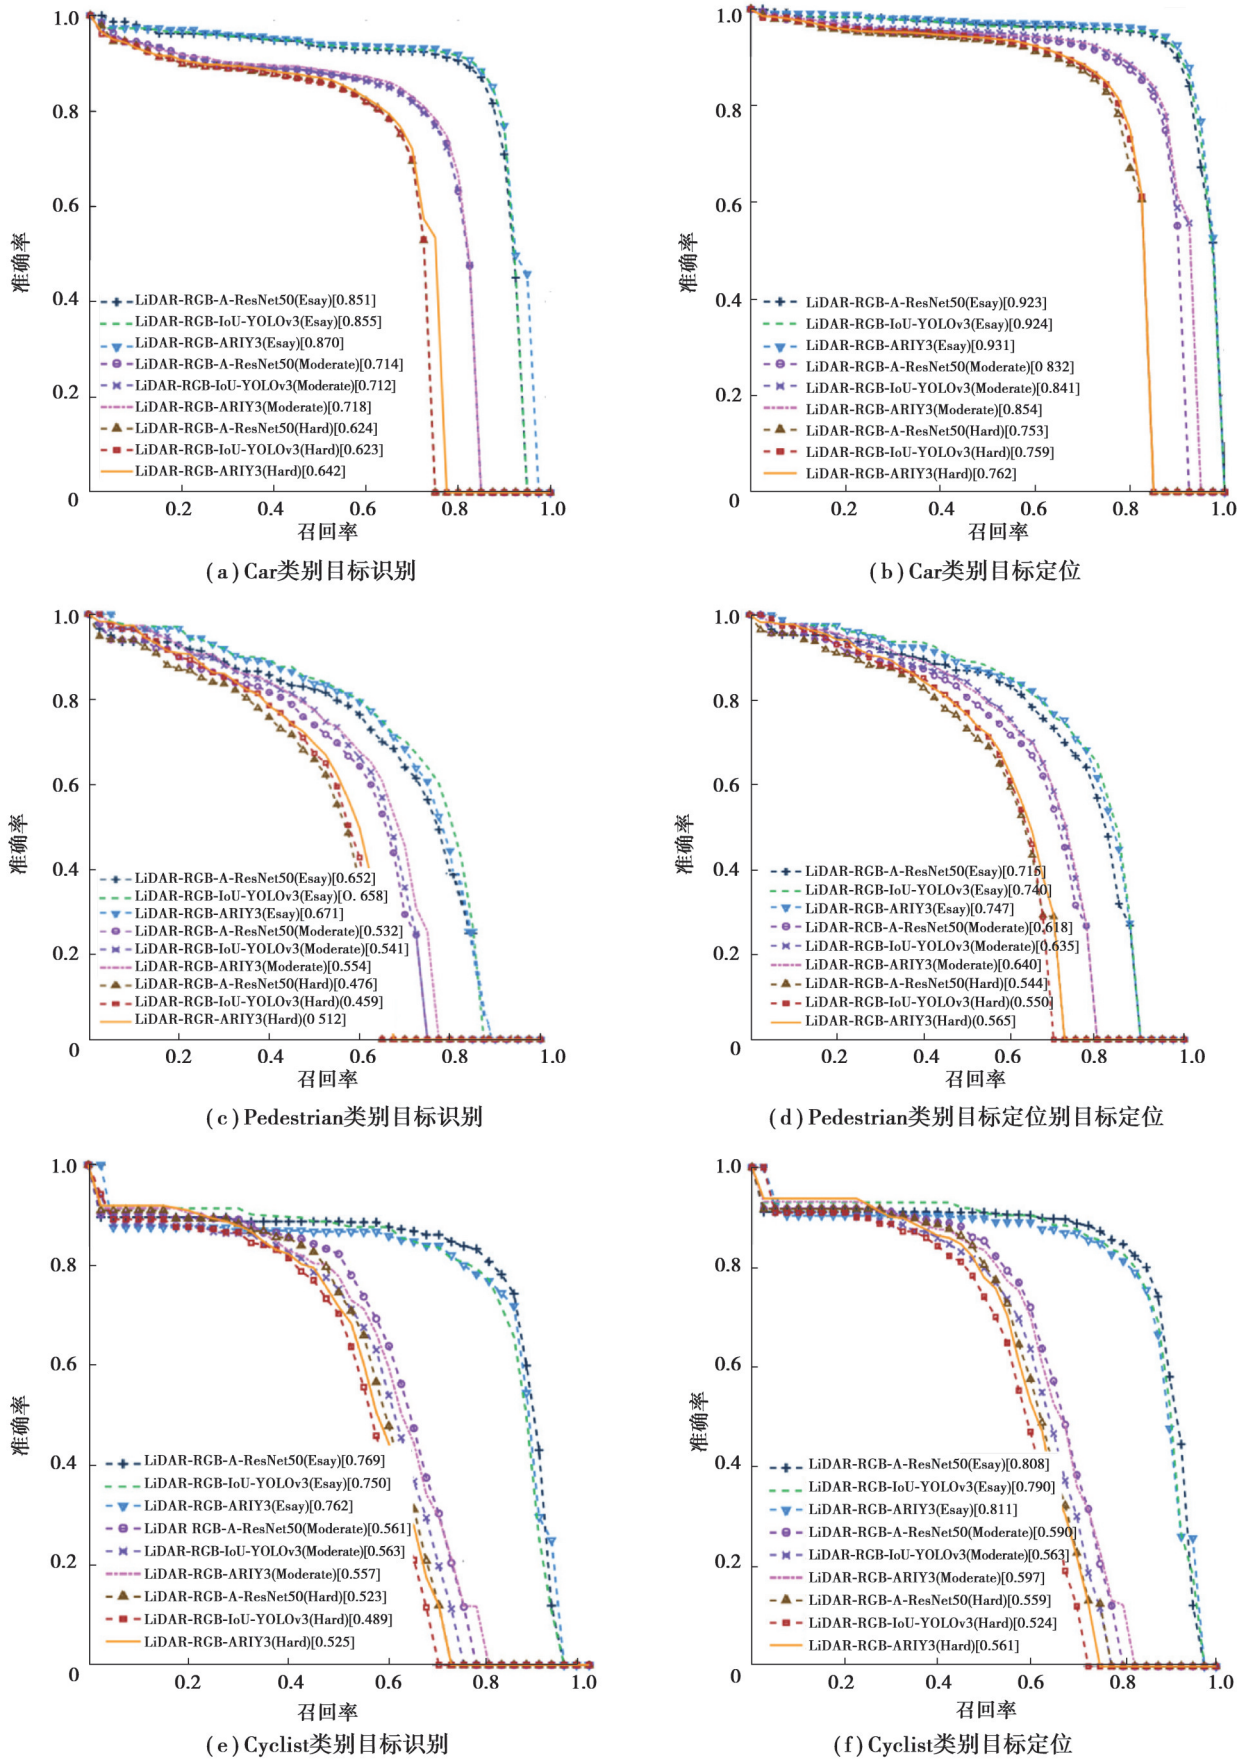 1.0
0.8
0.6
0.4
0.2
0
准确率
LiDAR-RGB-A-ResNet50(Esay)[0.851]
LiDAR-RGB-IoU-YOLOv3(Esay)[0.855]
LiDAR-RGB-ARIY3(Esay)[0.870]
LiDAR-RGB-A-ResNet50(Moderate)[0.714]
LiDAR-RGB-IoU-YOLOv3(Moderate)[0.712]
LiDAR-RGB-ARIY3(Moderate)[0.718]
LiDAR-RGB-A-ResNet50(Hard)[0.624]
LiDAR-RGB-IoU-YOLOv3(Hard)[0.623]
LiDAR-RGB-ARIY3(Hard)[0.642]
0.2 0.4 0.6 0.8 1.0
召回率
(a)Car类别目标识别
1.0
0.8
0.6
0.4
0.2
0
准确率
LiDAR-RGB-A-ResNet50(Esay)[0.923]
LiDAR-RGB-IoU-YOLOv3(Esay)[0.924]
LiDAR-RGB-ARIY3(Esay)[0.931]
LiDAR-RGB-A-ResNet50(Moderate)[0 832]
LiDAR-RGB-IoU-YOLOv3(Moderate)[0.841]
LiDAR-RGB-ARIY3(Moderate)[0.854]
LiDAR-RGB-A-ResNet50(Hard)[0.753]
LiDAR-RGB-IoU-YOLOv3(Hard)[0.759]
LiDAR-RGB-ARIY3(Hard)[0.762]
0.2 0.4 0.6 0.8 1.0
召回率
(b)Car类别目标定位
1.0
0.8
0.6
0.4
0.2
0
准确率
LiDAR-RGB-A-ResNet50(Esay)[0.652]
LiDAR-RGB-IoU-YOLOv3(Esay)[0. 658]
LiDAR-RGB-ARIY3(Esay)[0.671]
LiDAR-RGB-A-ResNet50(Moderate)[0.532]
LiDAR-RGB-IoU-YOLOv3(Moderate)[0.541]
LiDAR-RGB-ARIY3(Moderate)[0.554]
LiDAR-RGB-A-ResNet50(Hard)[0.476]
LiDAR-RGB-IoU-YOLOv3(Hard)(0.459]
LiDAR-RGR-ARIY3(Hard)(0 512]
0.2 0.4 0.6 0.8 1.0
召回率
(c)Pedestrian类别目标识别
1.0
0.8
0.6
0.4
0.2
0
准确率
LiDAR-RGB-A-ResNet50(Esay)[0.715]
LiDAR-RGB-IoU-YOLOv3(Esay)[0.740]
LiDAR-RGB-ARIY3(Esay)[0.747]
LiDAR-RCB-A-ResNet50(Moderate)[0.618]
LiDAR-RGB-IoU-YOLOv3(Moderate)[0.635]
LiDAR-RGB-ARIY3(Moderate)[0.640]
LiDAR-RGB-A-ResNet50(Hard)[0.544]
LiDAR-RGB-IoU-YOLOv3(Hard)(0.550]
LiDAR-RGB-ARIY3(Hard)(0.565]
0.2 0.4 0.6 0.8 1.0
召回率
(d)Pedestrian类别目标定位别目标定位
1.0
0.8
0.6
0.4
0.2
0
准确率
LiDAR-RGB-A-ResNet50(Esay)[0.769]
LiDAR-RGB-IoU-YOLOv3(Esay)[0.750]
LiDAR-RGB-ARIY3(Esay)[0.762]
LiDAR RGB-A-ResNet50(Moderate)[0.561]
LiDAR-RGB-IoU-YOLOv3(Moderate)[0.563]
LiDAR-RGB-ARIY3(Moderate)[0.557]
LiDAR-RGB-A-ResNet50(Hard)[0.523]
LiDAR-RGB-IoU-YOLOv3(Hard)[0.489]
LiDAR-RGB-ARIY3(Hard)[0.525]
0.2 0.4 0.6 0.8 1.0
召回率
(e)Cyclist类别目标识别
1.0
0.8
0.6
0.4
0.2
0
准确率
LiDAR-RGB-A-ResNet50(Esay)[0.808]
LiDAR-RGB-IoU-YOLOv3(Esay)[0.790]
LiDAR-RGB-ARIY3(Esay)[0.811]
LiDAR-RGB-A-ResNet50(Moderate)[0.590]
LiDAR-RGB-IoU-YOLOv3(Moderate)[0.563]
LiDAR-RGB-ARIY3(Moderate)[0.597]
LiDAR-RGB-A-ResNet50(Hard)[0.559]
LiDAR-RGB-IoU-YOLOv3(Hard)[0.524]
LiDAR-RGB-ARIY3(Hard)[0.561]
0.2 0.4 0.6 0.8 1.0
召回率
(f)Cyclist类别目标定位